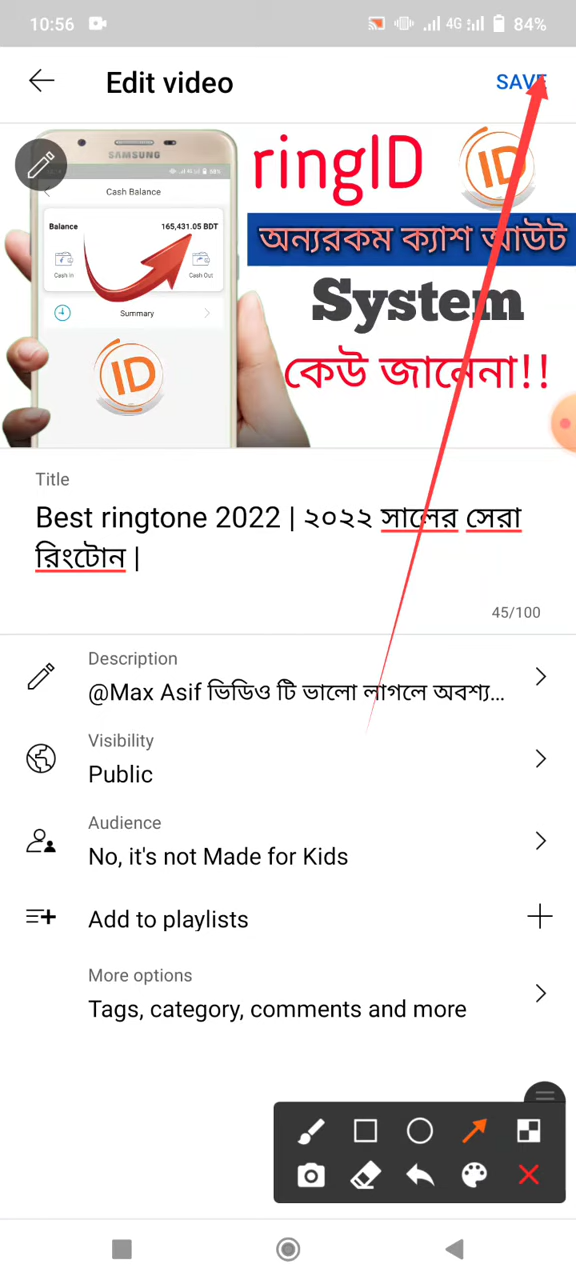 10:56
4G
84%
Edit video
SAVE
SAMSUNG
Cash Balance
Balance
165,431.05 BDT
Cash in
Cash Out
Summary
ID
ringID
ID
অন্যরকম ক্যাশ আউট
System
কেউ জানেনা!!
Title
Best ringtone 2022 | ২০২২ সালের সেরা
রিংটোন |
45/100
Description
@Max Asif ভিডিও টি ভালো লাগলে অবশ্য...
Visibility
Public
Audience
No, it's not Made for Kids
Add to playlists
More options
Tags, category, comments and more